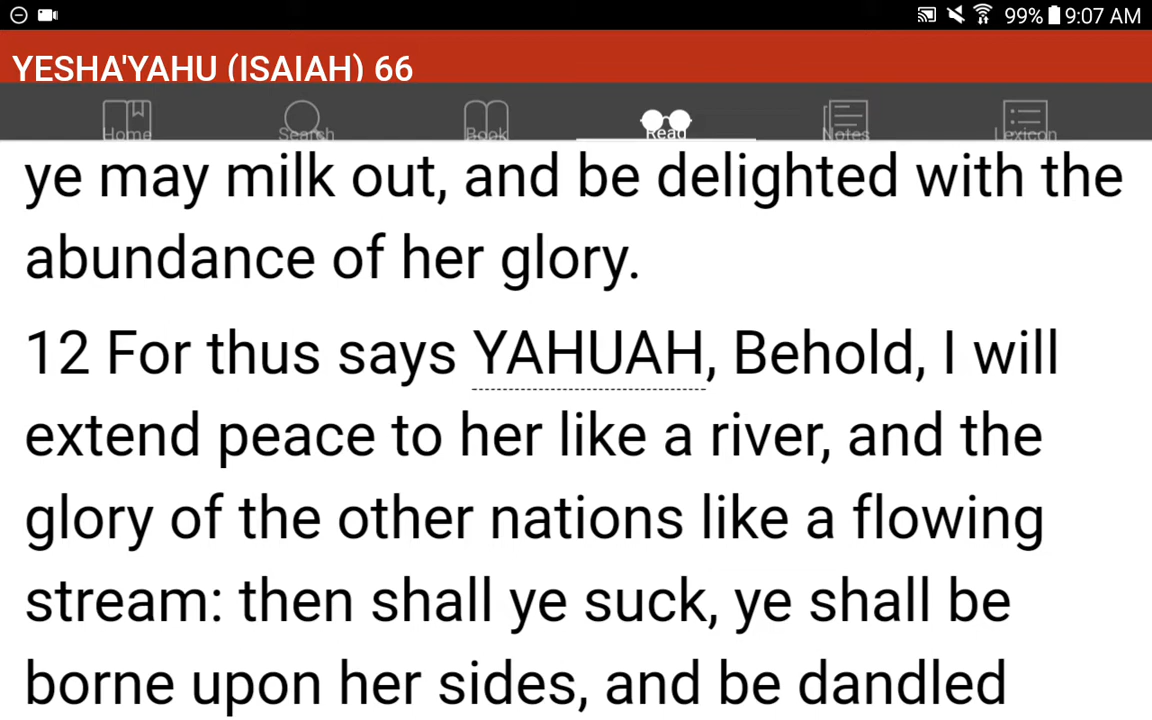 99% 9:07 AM
YESHA'YAHU (ISAIAH) 66
Home Search Book Read Notes Lexicon
ye may milk out, and be delighted with the
abundance of her glory.
12 For thus says YAHUAH, Behold, I will
extend peace to her like a river, and the
glory of the other nations like a flowing
stream: then shall ye suck, ye shall be
borne upon her sides, and be dandled